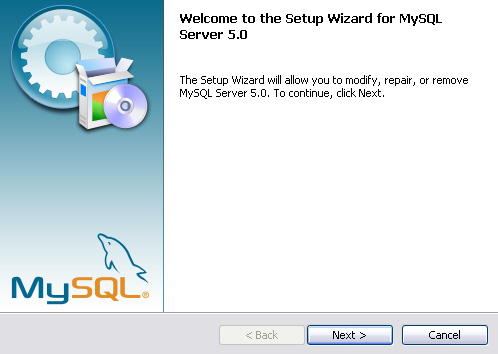 Welcome to the Setup Wizard for MySQL
Server 5.0
The Setup Wizard will allow you to modify, repair, or remove
MySQL Server 5.0. To continue, click Next.
MySQL®
< Back
Next >
Cancel